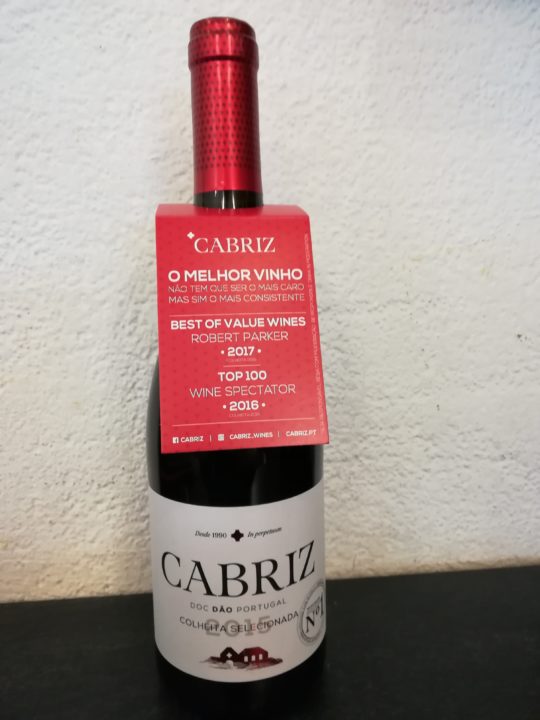 CABRIZ
O MELHOR VINHO
NÃO TEM QUE SER O MAIS CARO
MAS SIM O MAIS CONSISTENTE
BEST OF VALUE WINES
ROBERT PARKER
• 2017 •
TOP 100
WINE SPECTATOR
• 2016 •
CABRIZ | CABRIZ_WINES | CABRIZ.PT
Desde 1990 In perpetuum
CABRIZ
DOC DÃO PORTUGAL
COLHEITA SELECIONADA
2015
Nº1